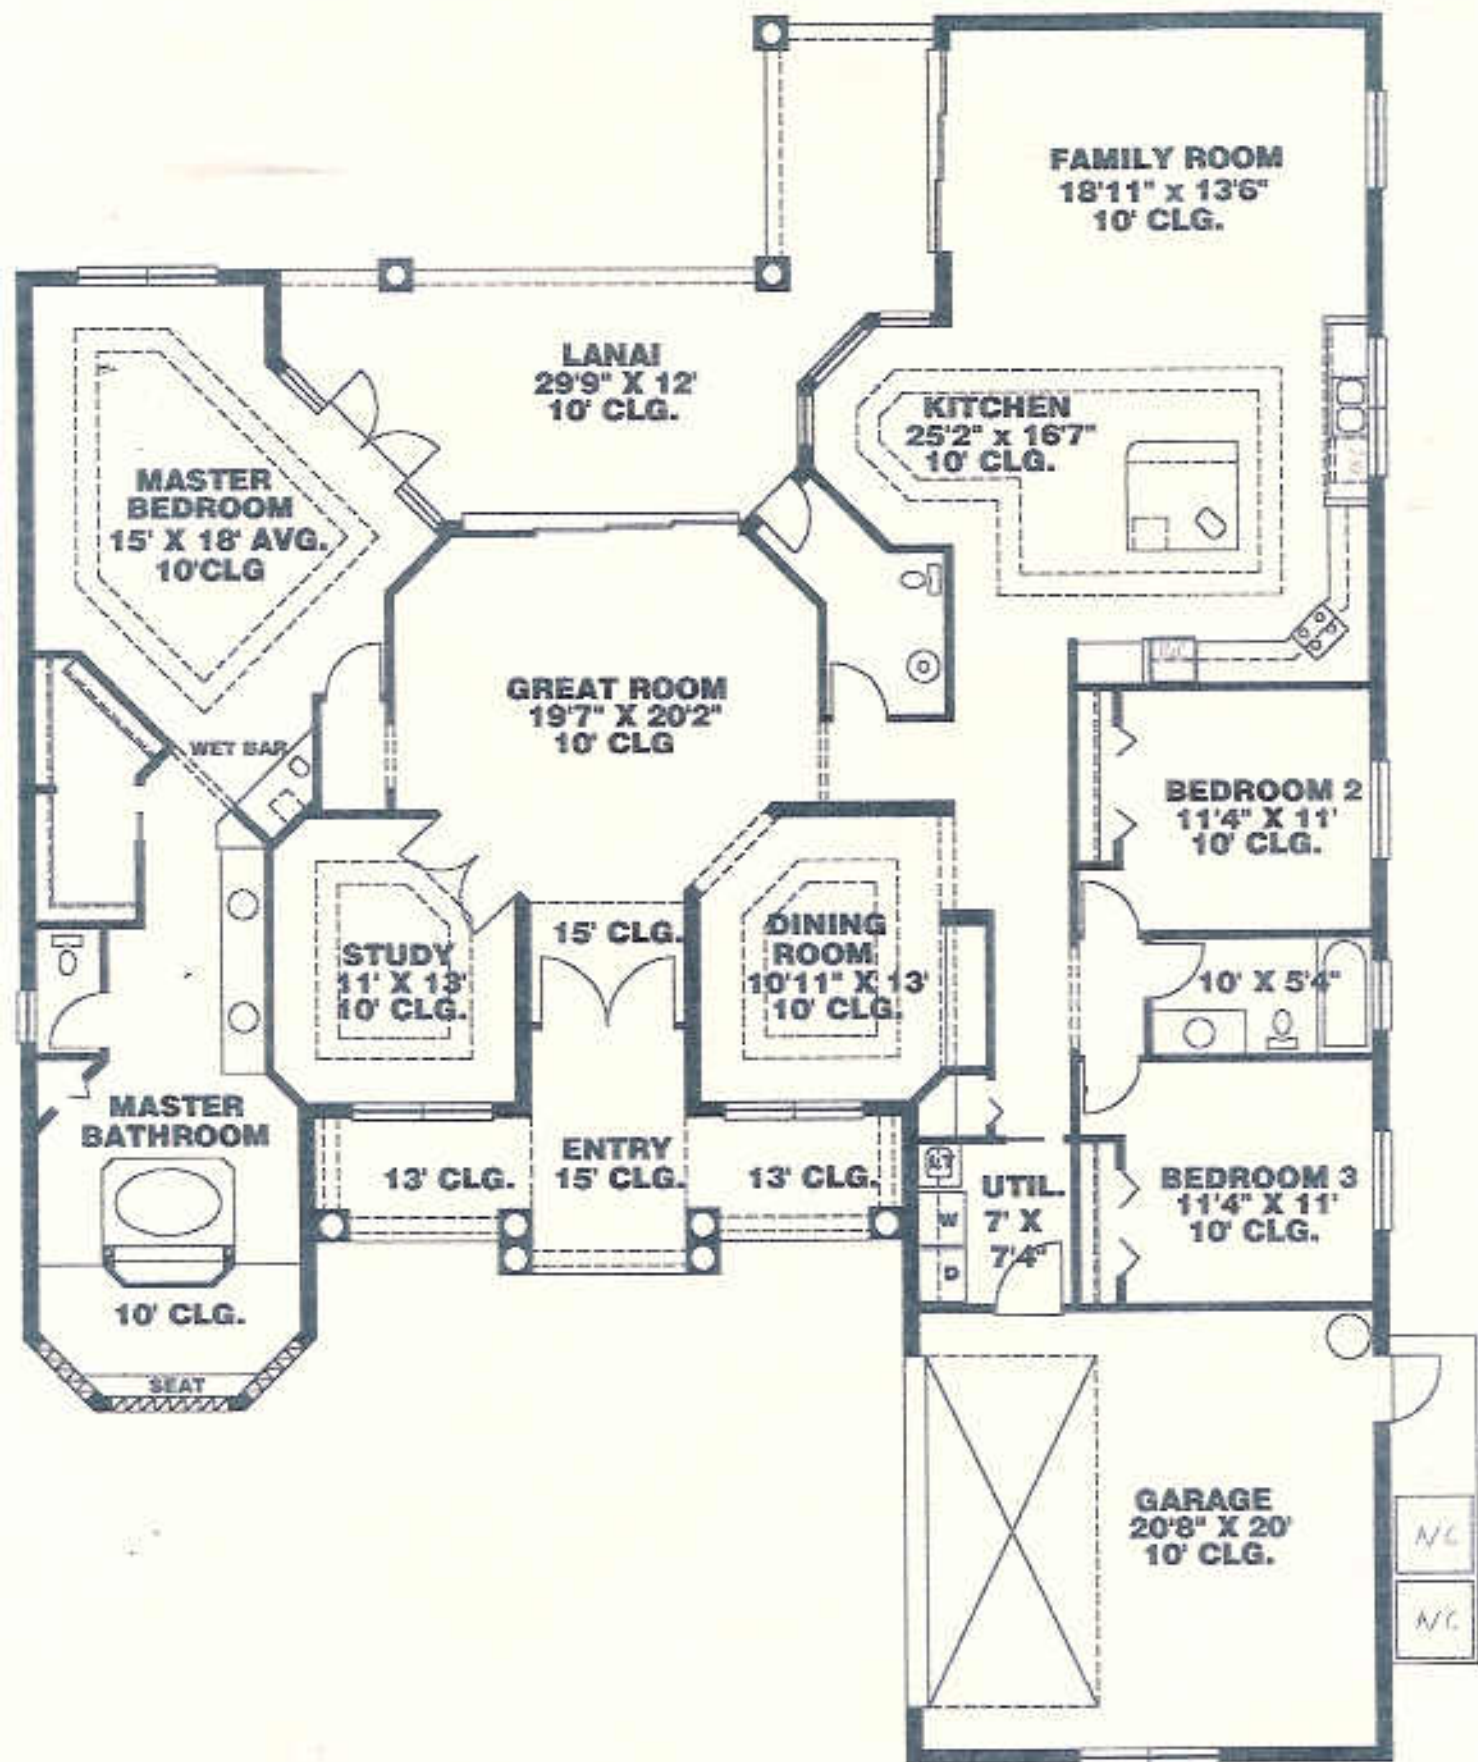 FAMILY ROOM
18'11" x 13'6"
10' CLG.
LANAI
29'9" X 12'
10' CLG.
KITCHEN
25'2" x 16'7"
10' CLG.
MASTER
BEDROOM
15' X 18' AVG.
10'CLG
GREAT ROOM
19'7" X 20'2"
10' CLG
WET BAR
BEDROOM 2
11'4" X 11'
10' CLG.
15' CLG.
STUDY
11' X 13'
10' CLG.
DINING
ROOM
10'11" X 13'
10' CLG.
10' X 5'4"
MASTER
BATHROOM
ENTRY
15' CLG.
13' CLG.
13' CLG.
UTIL.
7' X
7'4"
W
D
BEDROOM 3
11'4" X 11'
10' CLG.
10' CLG.
SEAT
GARAGE
20'8" X 20'
10' CLG.
A/C
A/C